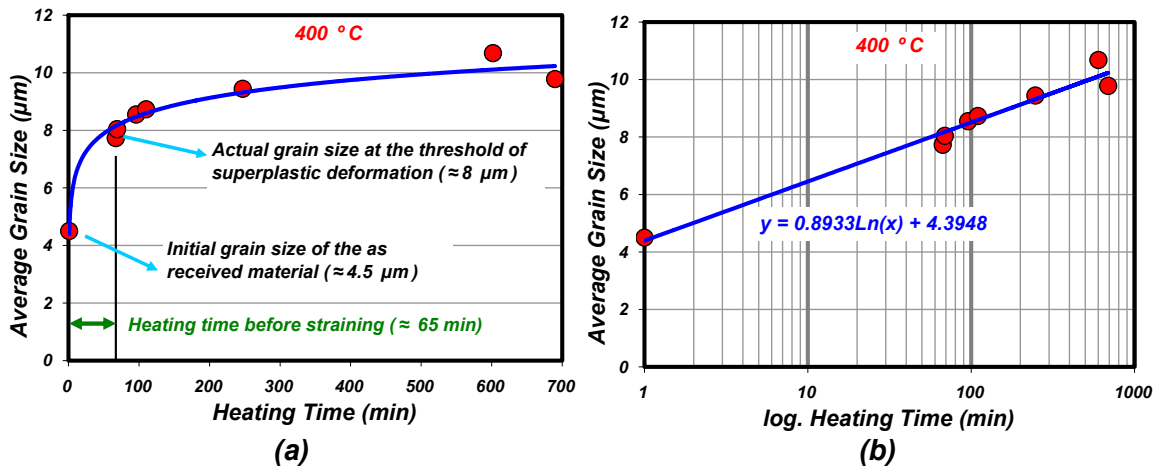 400 ºC
Average Grain Size (µm)
12
10
8
6
4
2
0
Actual grain size at the threshold of
superplastic deformation (≈8 µm)
Initial grain size of the as
received material (≈4.5 µm)
Heating time before straining (≈ 65 min)
0 100 200 300 400 500 600 700
Heating Time (min)
(a)
400 ºC
Average Grain Size (µm)
12
10
8
6
4
2
0
y = 0.8933Ln(x) + 4.3948
1 10 100 1000
log. Heating Time (min)
(b)